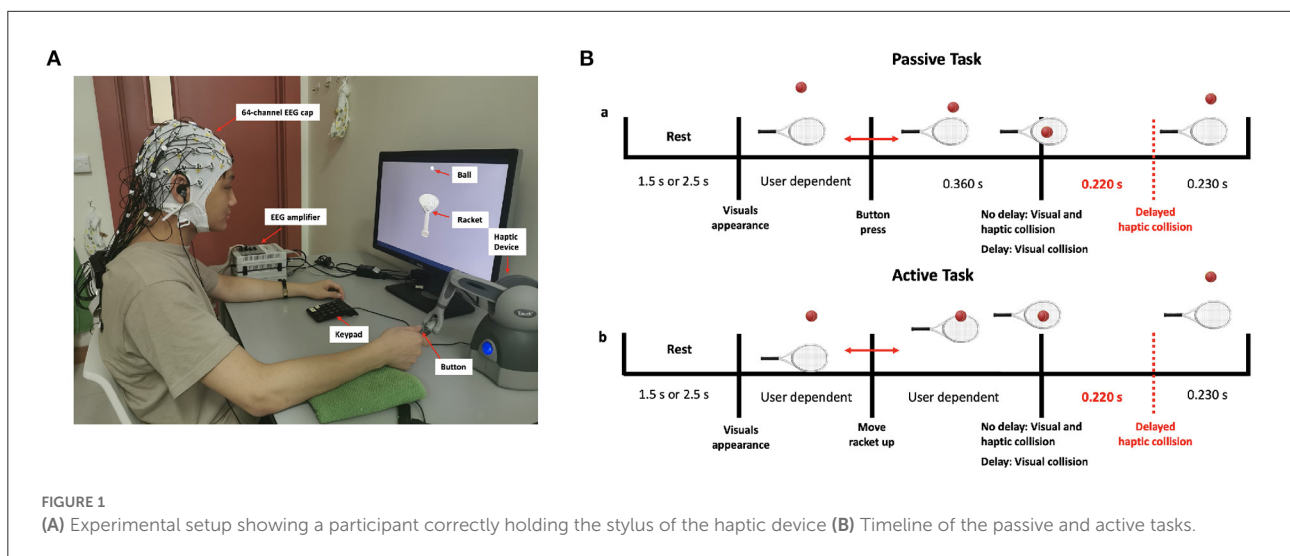 A
64-channel EEG cap
Ball
EEG amplifier
Racket
Haptic
Device
Keypad
Button
B
Passive Task
a
Rest
1.5 s or 2.5 s
User dependent
0.360 s
0.220 s
0.230 s
Visuals
appearance
Button
press
No delay: Visual and
haptic collision
Delay: Visual collision
Delayed
haptic collision
Active Task
b
Rest
1.5 s or 2.5 s
User dependent
User dependent
0.220 s
0.230 s
Visuals
appearance
Move
racket up
No delay: Visual and
haptic collision
Delay: Visual collision
Delayed
haptic collision
FIGURE 1
(A) Experimental setup showing a participant correctly holding the stylus of the haptic device (B) Timeline of the passive and active tasks.